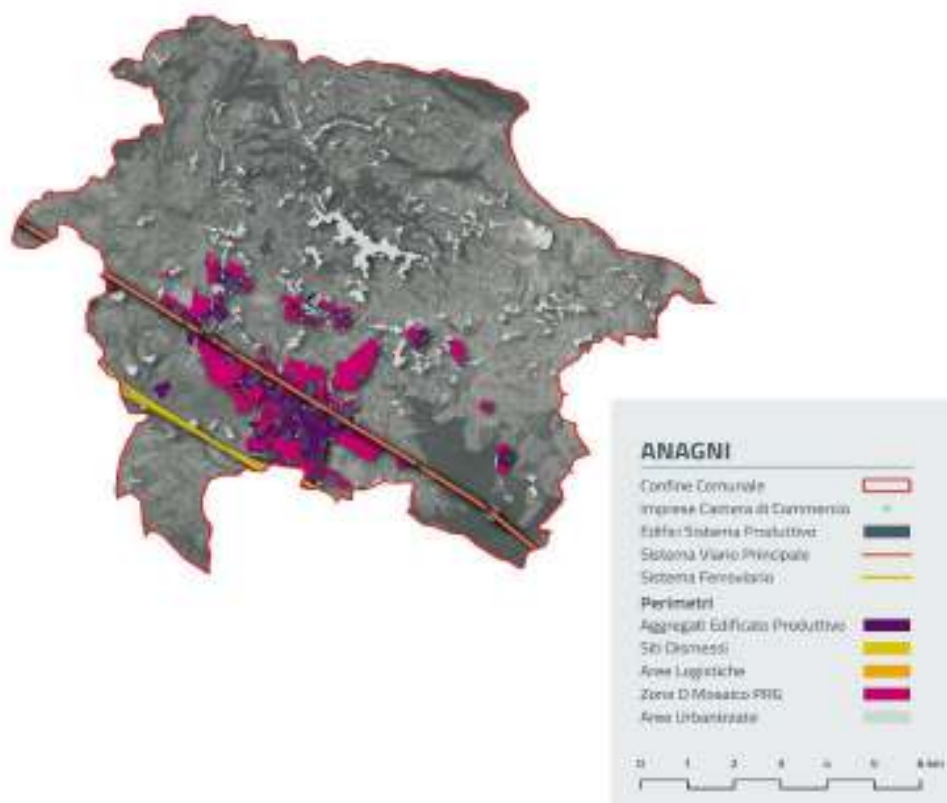 ANAGNI
Confine Comunale
Imprese Camera di Commercio
Edifici Sistema Produttivo
Sistema Viario Principale
Sistema Ferroviario
Perimetri
Aggregati Edificato Produttivo
Siti Dismessi
Aree Logistiche
Zone D Mosaico PRG
Aree Urbanizzate
0 1 2 3 4 5 6 km